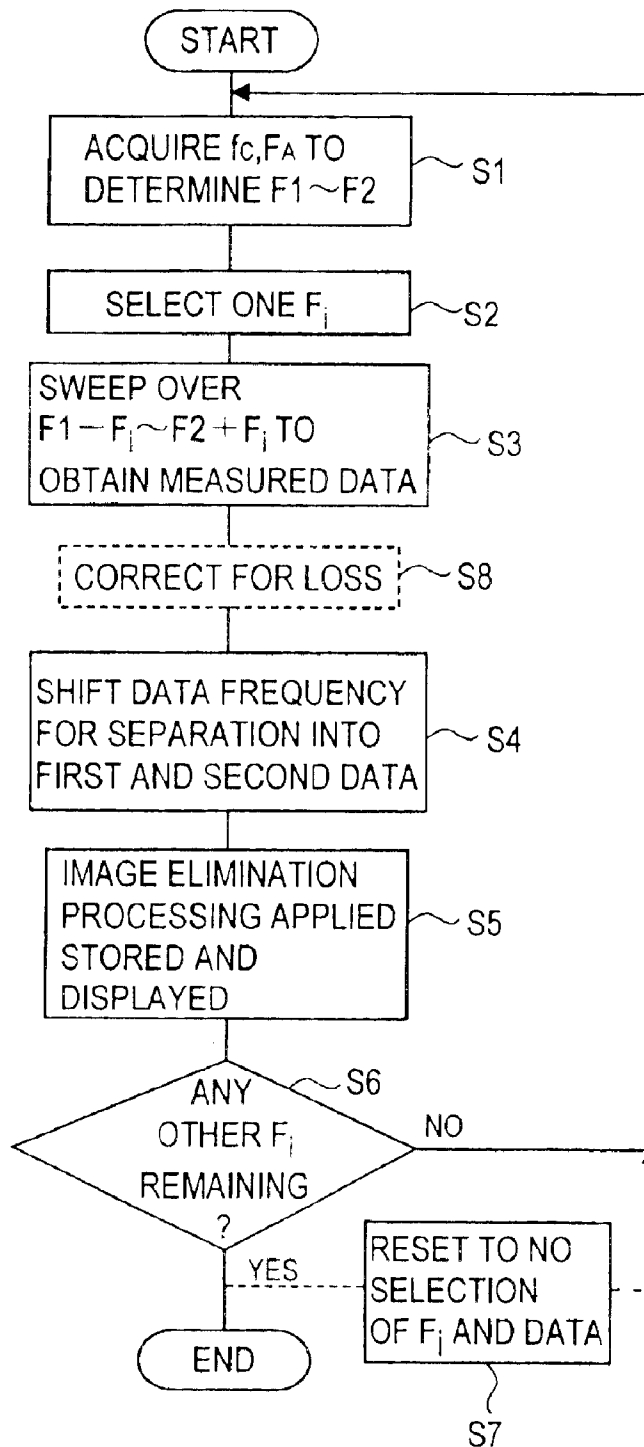 START
ACQUIRE fc,FA TO
DETERMINE F1~F2
S1
SELECT ONE Fi
S2
SWEEP OVER
F1-Fi~F2+Fi TO
OBTAIN MEASURED DATA
S3
CORRECT FOR LOSS
S8
SHIFT DATA FREQUENCY
FOR SEPARATION INTO
FIRST AND SECOND DATA
S4
IMAGE ELIMINATION
PROCESSING APPLIED
STORED AND
DISPLAYED
S5
ANY
OTHER Fi
REMAINING
?
S6
NO
YES
RESET TO NO
SELECTION
OF Fi AND DATA
S7
END